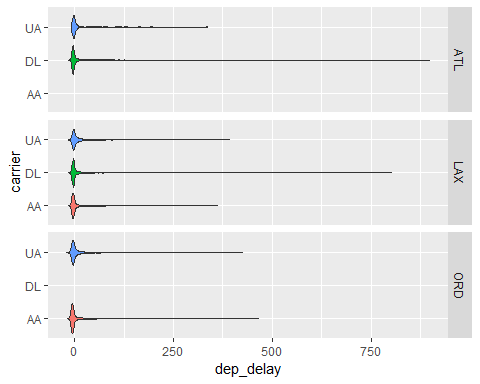 UA
DL
AA
ATL
UA
DL
AA
LAX
UA
DL
AA
ORD
carrier
0 250 500 750
dep_delay